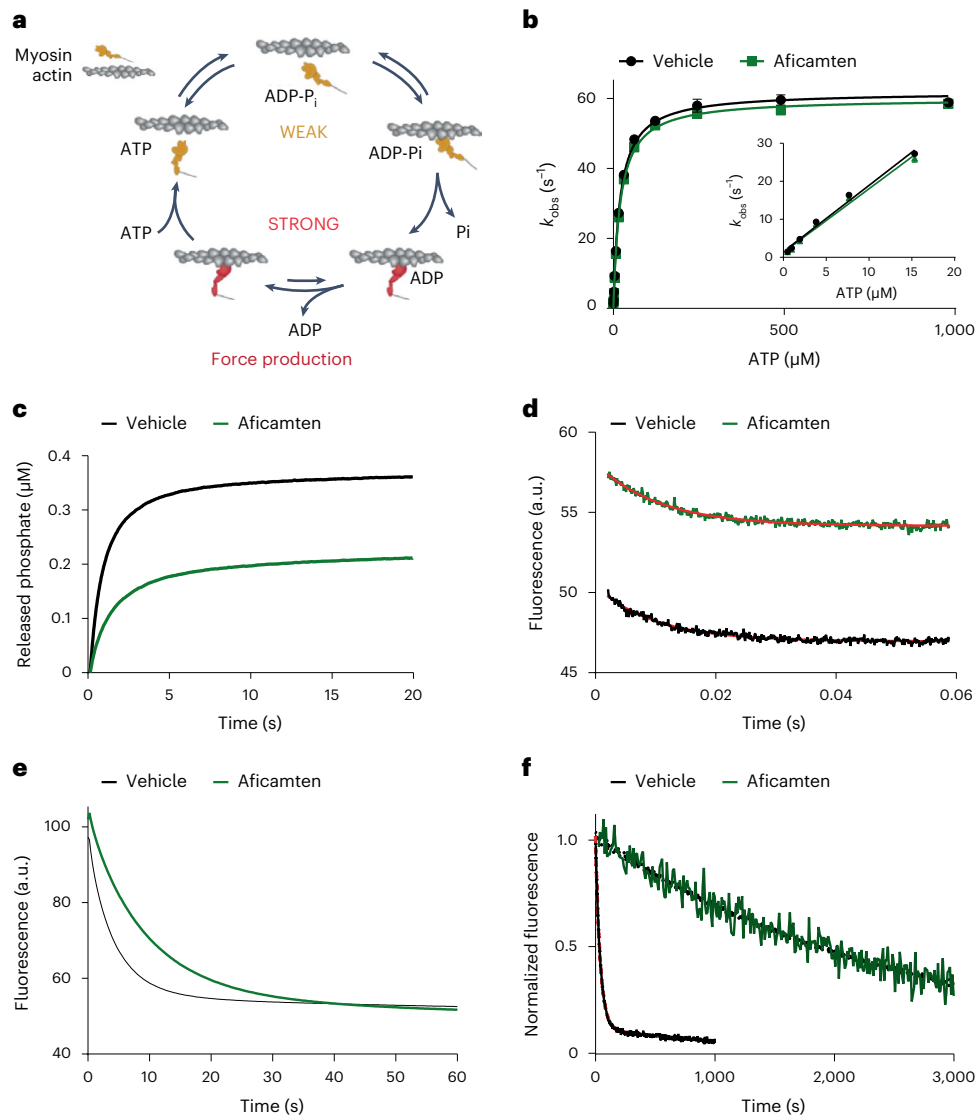 a
Myosin
actin
ADP-Pi
WEAK
ATP
ADP-Pi
ATP
STRONG
Pi
ADP
ADP
Force production
b
Vehicle Aficamten
kobs (s−1)
60
40
20
0
0 500 1,000
ATP (µM)
kobs (s−1)
30
20
10
0
0 5 10 15 20
ATP (µM)
c
Vehicle Aficamten
Released phosphate (µM)
0.4
0.3
0.2
0.1
0
0 5 10 15 20
Time (s)
d
Vehicle Aficamten
Fluorescence (a.u.)
60
55
50
45
0 0.02 0.04 0.06
Time (s)
e
Vehicle Aficamten
Fluorescence (a.u.)
100
80
60
40
0 10 20 30 40 50 60
Time (s)
f
Vehicle Aficamten
Normalized fluorescence
1.0
0.5
0
0 1,000 2,000 3,000
Time (s)